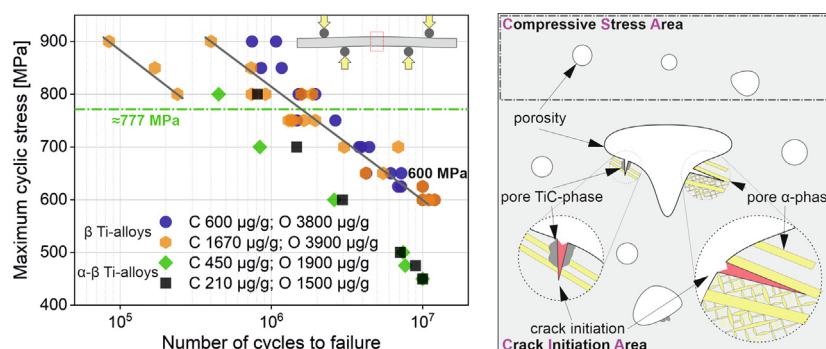 Maximum cyclic stress [MPa]
900
800
700
600
500
400
≈777 MPa
600 MPa
β Ti-alloys
C 600 µg/g; O 3800 µg/g
C 1670 µg/g; O 3900 µg/g
α-β Ti-alloys
C 450 µg/g; O 1900 µg/g
C 210 µg/g; O 1500 µg/g
10⁵
10⁶
10⁷
Number of cycles to failure
Compressive Stress Area
porosity
pore TiC-phase
pore α-phas
crack initiation
Crack Initiation Area